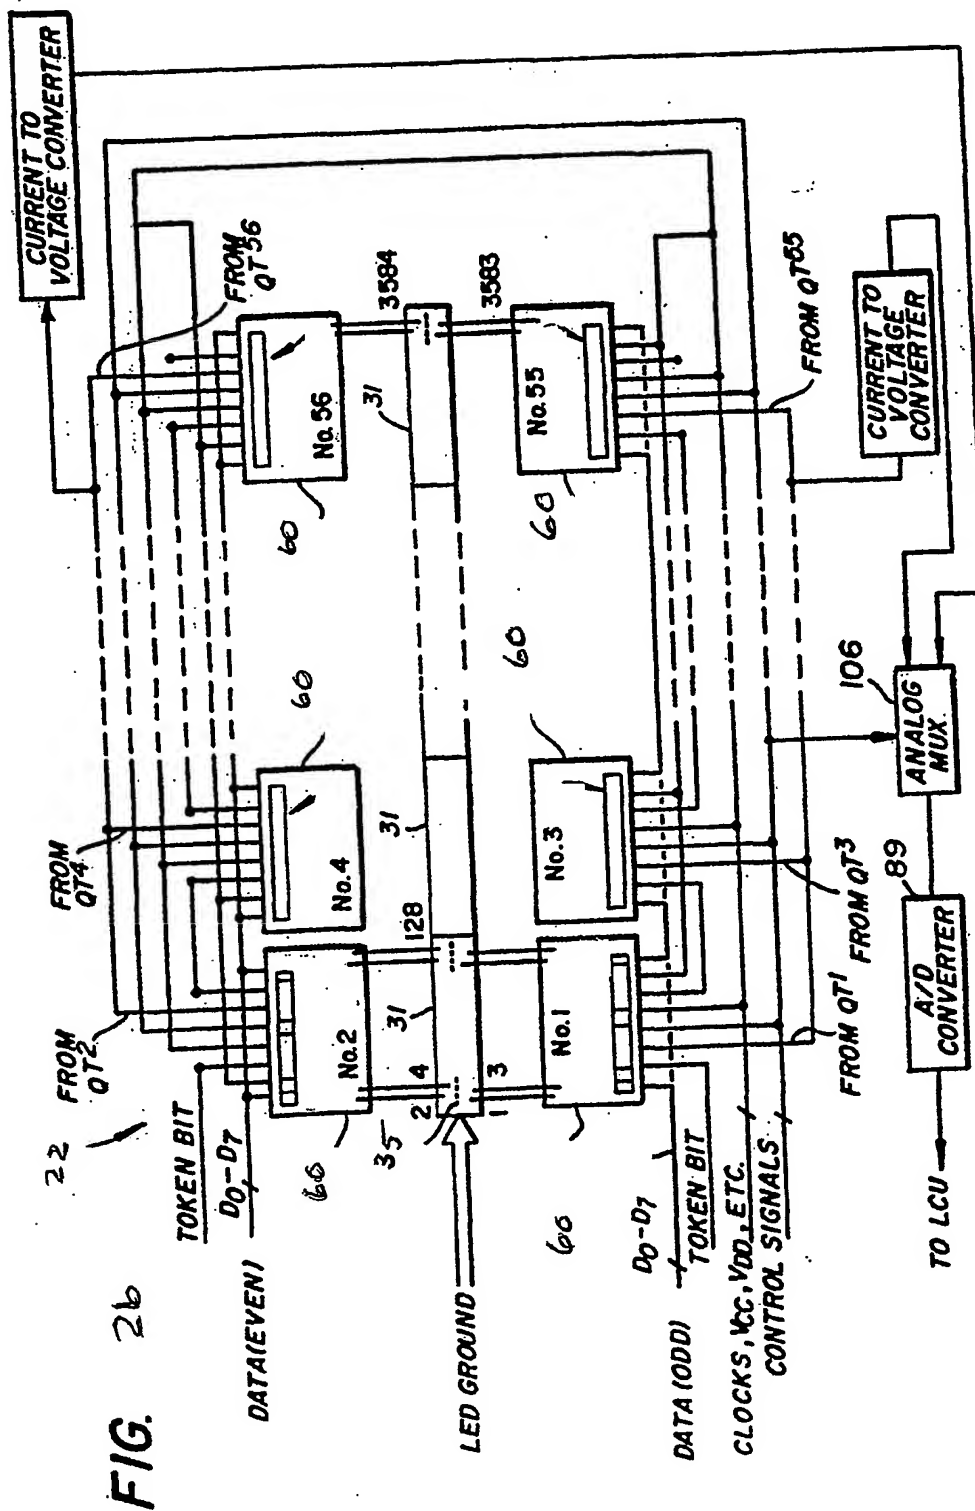 FIG. 2b
22
CURRENT TO
VOLTAGE CONVERTER
FROM
QT2
FROM
QT4
FROM
QT56
TOKEN BIT
D0-D7
DATA(EVEN)
No.2
No.4
No.56
60
60
60
35
2
4
128
3584
31
31
31
LED GROUND
1
3
3583
60
60
60
No.1
No.3
No.55
D0-D7
DATA(ODD)
TOKEN BIT
CLOCKS, VCC, VDD, ETC.
CONTROL SIGNALS
FROM QT1
FROM QT3
FROM QT55
CURRENT TO
VOLTAGE
CONVERTER
106
ANALOG
MUX.
89
A/D
CONVERTER
TO LCU